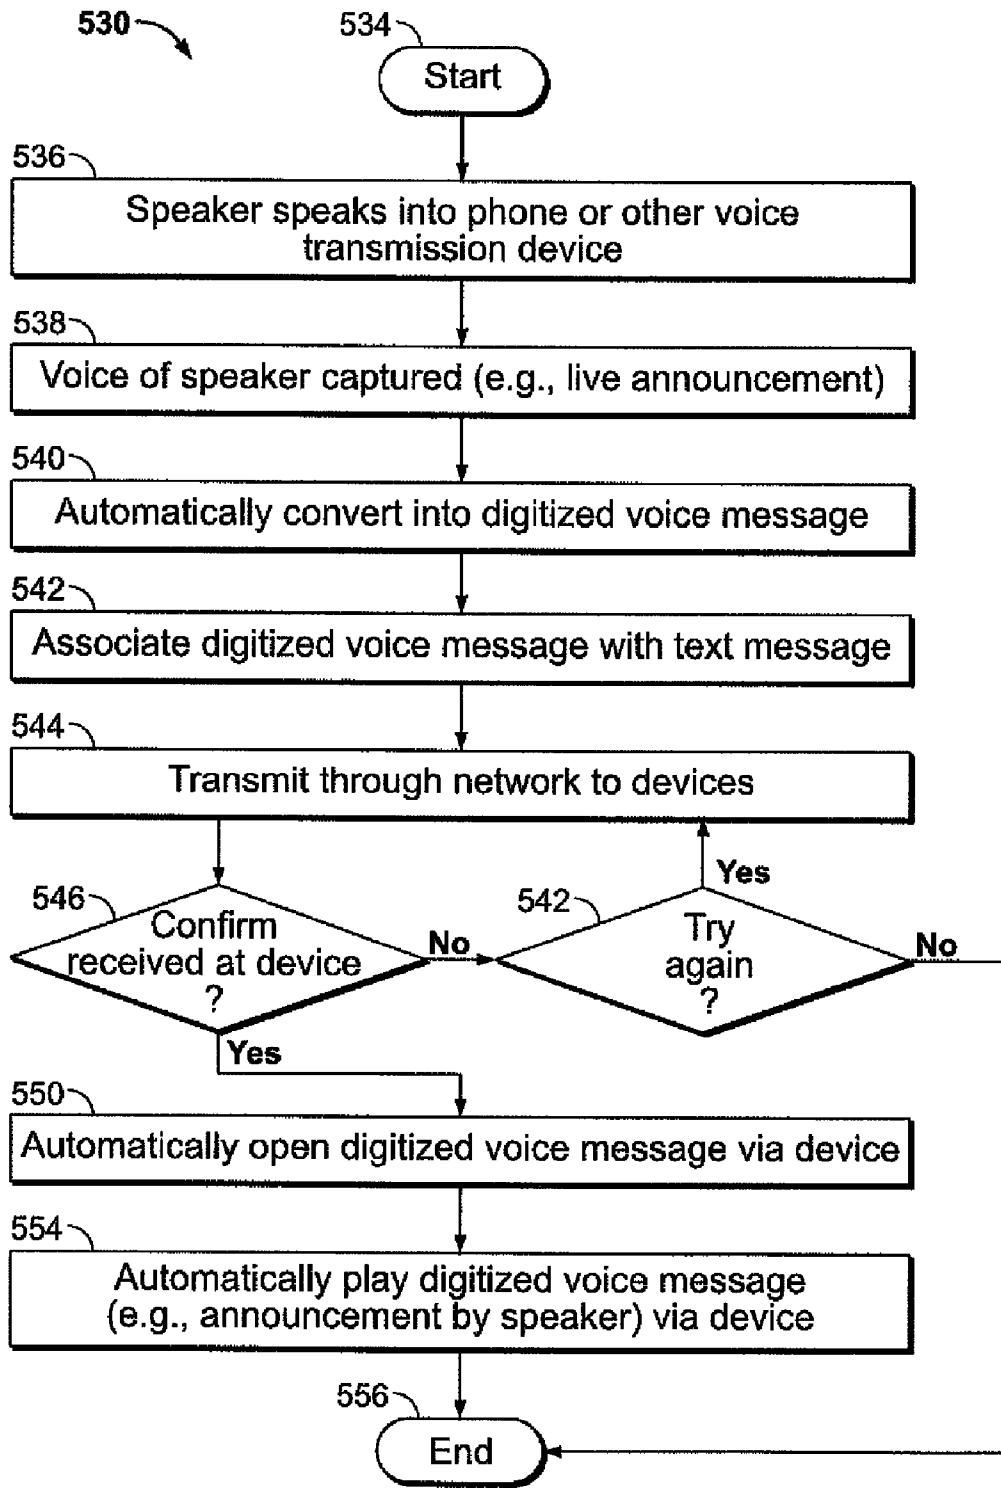 530
534
Start
536
Speaker speaks into phone or other voice
transmission device
538
Voice of speaker captured (e.g., live announcement)
540
Automatically convert into digitized voice message
542
Associate digitized voice message with text message
544
Transmit through network to devices
546
Confirm
received at device
?
No
542
Try
again
?
Yes
No
Yes
550
Automatically open digitized voice message via device
554
Automatically play digitized voice message
(e.g., announcement by speaker) via device
556
End